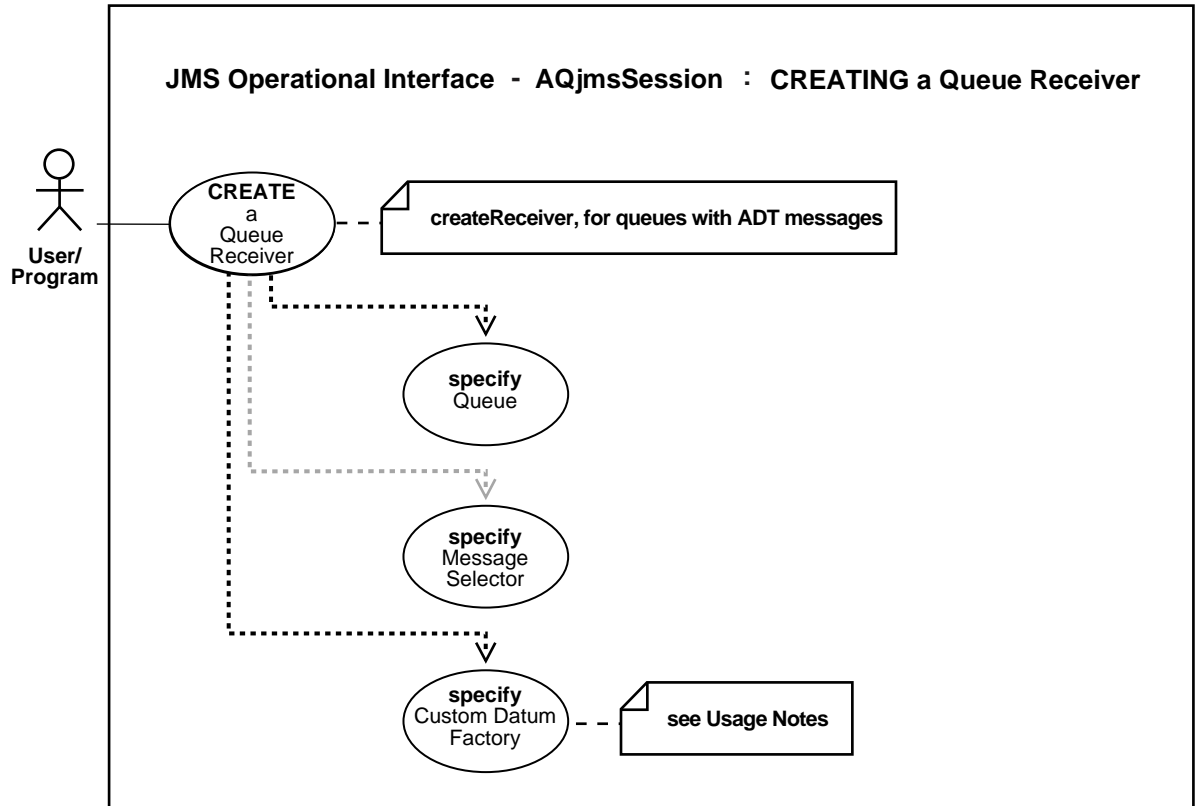 JMS Operational Interface - AQjmsSession : CREATING a Queue Receiver
User/
Program
CREATE
a
Queue
Receiver
createReceiver, for queues with ADT messages
specify
Queue
specify
Message
Selector
specify
Custom Datum
Factory
see Usage Notes